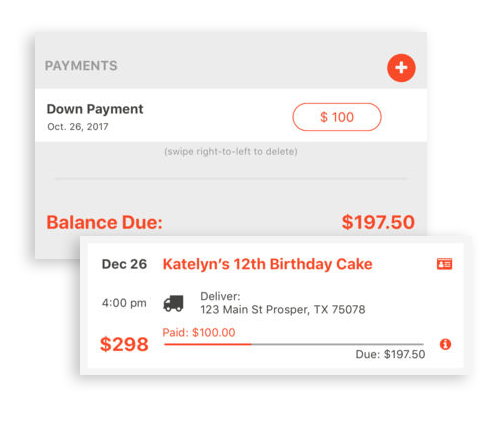 PAYMENTS
+
Down Payment
Oct. 26, 2017
$ 100
(swipe right-to-left to delete)
Balance Due: $197.50
Dec 26 Katelyn's 12th Birthday Cake
4:00 pm
Deliver:
123 Main St Prosper, TX 75078
$298
Paid: $100.00
Due: $197.50